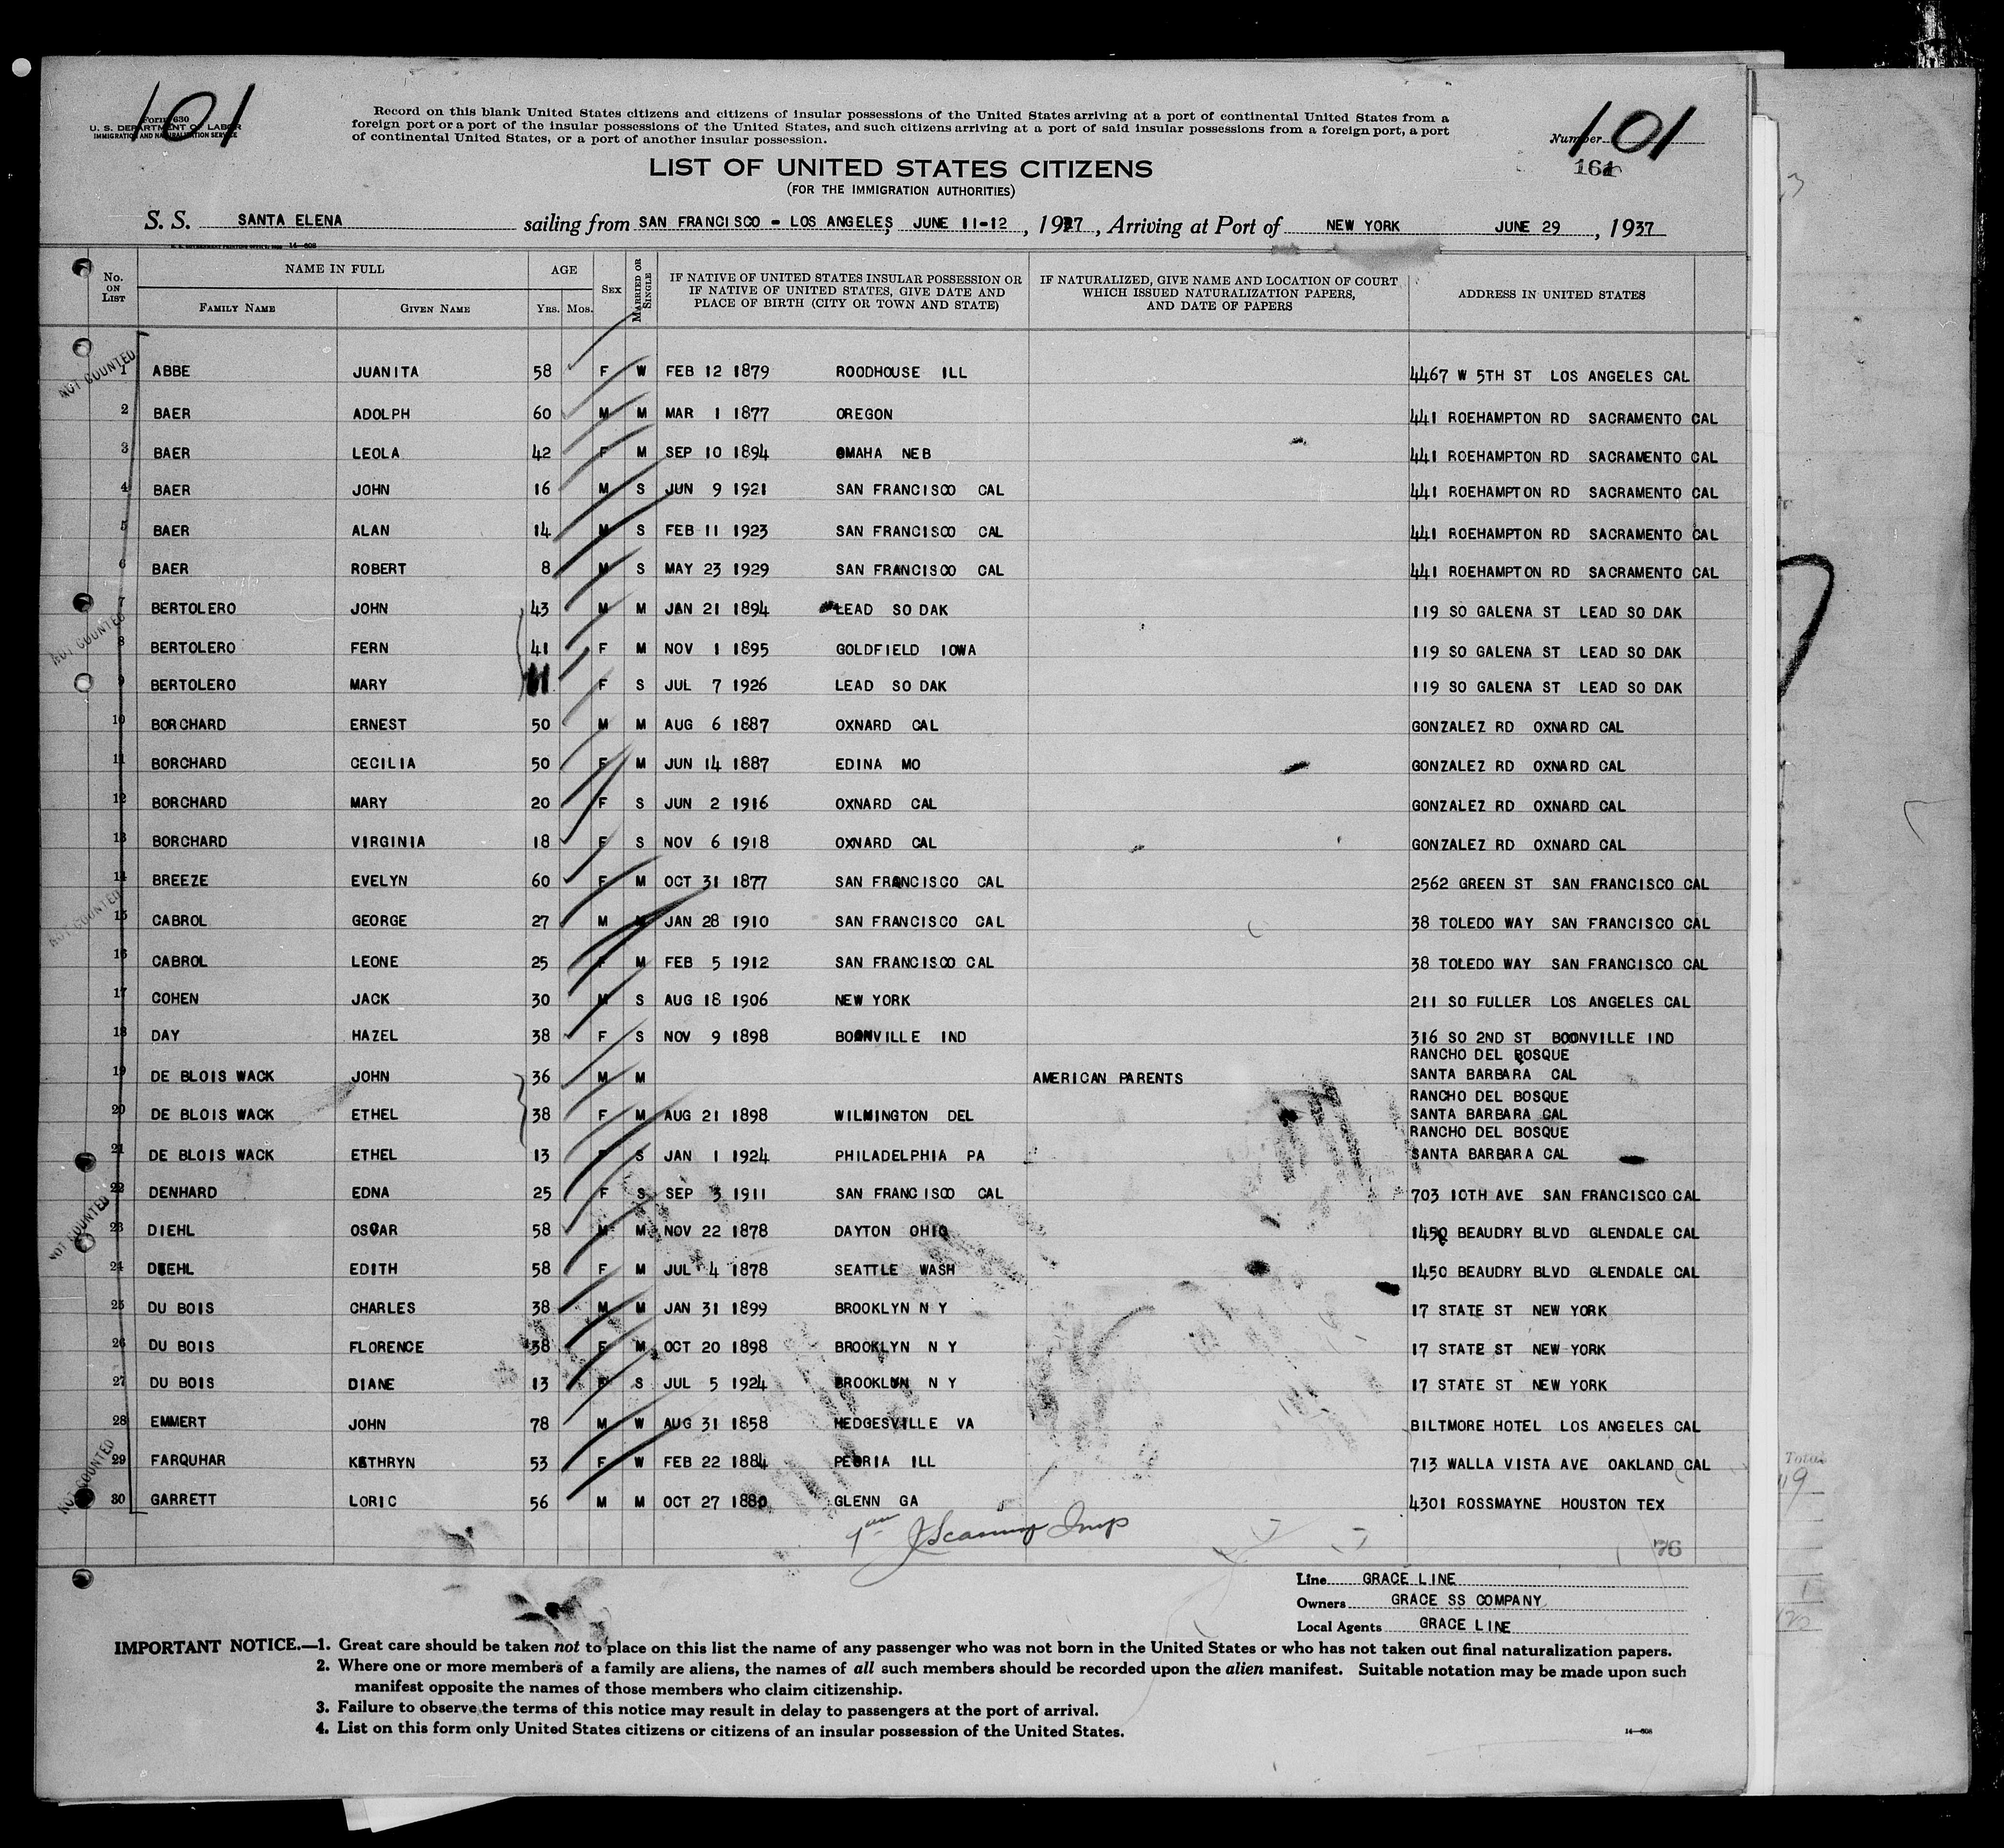 101
Form 630
U. S. DEPARTMENT OF LABOR
IMMIGRATION AND NATURALIZATION SERVICE
Record on this blank United States citizens and citizens of insular possessions of the United States arriving at a port of continental United States from a
foreign port or a port of the insular possessions of the United States, and such citizens arriving at a port of said insular possessions from a foreign port, a port
of continental United States, or a port of another insular possession.
Number 101
LIST OF UNITED STATES CITIZENS
(FOR THE IMMIGRATION AUTHORITIES)
S. S. SANTA ELENA sailing from SAN FRANCISCO - LOS ANGELES, JUNE 11-12, 1937, Arriving at Port of NEW YORK JUNE 29, 1937
14-608
No. ON LIST NAME IN FULL FAMILY NAME GIVEN NAME AGE YRS. MOS. SEX MARRIED OR SINGLE IF NATIVE OF UNITED STATES INSULAR POSSESSION OR IF NATIVE OF UNITED STATES, GIVE DATE AND PLACE OF BIRTH (CITY OR TOWN AND STATE) IF NATURALIZED, GIVE NAME AND LOCATION OF COURT WHICH ISSUED NATURALIZATION PAPERS, AND DATE OF PAPERS ADDRESS IN UNITED STATES
NOT COUNTED
1 ABBE JUANITA 58 F W FEB 12 1879 ROODHOUSE ILL 4467 W 5TH ST LOS ANGELES CAL
2 BAER ADOLPH 60 M M MAR 1 1877 OREGON 441 ROEHAMPTON RD SACRAMENTO CAL
3 BAER LEOLA 42 F M SEP 10 1894 OMAHA NEB 441 ROEHAMPTON RD SACRAMENTO CAL
4 BAER JOHN 16 M S JUN 9 1921 SAN FRANCISCO CAL 441 ROEHAMPTON RD SACRAMENTO CAL
5 BAER ALAN 14 M S FEB 11 1923 SAN FRANCISCO CAL 441 ROEHAMPTON RD SACRAMENTO CAL
6 BAER ROBERT 8 M S MAY 23 1929 SAN FRANCISCO CAL 441 ROEHAMPTON RD SACRAMENTO CAL
7 BERTOLERO JOHN 43 M M JAN 21 1894 LEAD SO DAK 119 SO GALENA ST LEAD SO DAK
NOT COUNTED
8 BERTOLERO FERN 41 F M NOV 1 1895 GOLDFIELD IOWA 119 SO GALENA ST LEAD SO DAK
9 BERTOLERO MARY F S JUL 7 1926 LEAD SO DAK 119 SO GALENA ST LEAD SO DAK
10 BORCHARD ERNEST 50 M M AUG 6 1887 OXNARD CAL GONZALEZ RD OXNARD CAL
11 BORCHARD CECILIA 50 F M JUN 14 1887 EDINA MO GONZALEZ RD OXNARD CAL
12 BORCHARD MARY 20 F S JUN 2 1916 OXNARD CAL GONZALEZ RD OXNARD CAL
13 BORCHARD VIRGINIA 18 F S NOV 6 1918 OXNARD CAL GONZALEZ RD OXNARD CAL
14 BREEZE EVELYN 60 F M OCT 31 1877 SAN FRANCISCO CAL 2562 GREEN ST SAN FRANCISCO CAL
NOT COUNTED
15 CABROL GEORGE 27 M M JAN 28 1910 SAN FRANCISCO CAL 38 TOLEDO WAY SAN FRANCISCO CAL
16 CABROL LEONE 25 F M FEB 5 1912 SAN FRANCISCO CAL 38 TOLEDO WAY SAN FRANCISCO CAL
17 COHEN JACK 30 M S AUG 18 1906 NEW YORK 211 SO FULLER LOS ANGELES CAL
18 DAY HAZEL 38 F S NOV 9 1898 BOONVILLE IND 316 SO 2ND ST BOONVILLE IND
RANCHO DEL BOSQUE
19 DE BLOIS WACK JOHN 36 M M AMERICAN PARENTS SANTA BARBARA CAL
RANCHO DEL BOSQUE
20 DE BLOIS WACK ETHEL 38 F M AUG 21 1898 WILMINGTON DEL SANTA BARBARA CAL
RANCHO DEL BOSQUE
21 DE BLOIS WACK ETHEL 13 F S JAN 1 1924 PHILADELPHIA PA SANTA BARBARA CAL
22 DENHARD EDNA 25 F S SEP 3 1911 SAN FRANCISCO CAL 703 10TH AVE SAN FRANCISCO CAL
NOT COUNTED
23 DIEHL OSCAR 58 M M NOV 22 1878 DAYTON OHIO 1450 BEAUDRY BLVD GLENDALE CAL
24 DIEHL EDITH 58 F M JUL 4 1878 SEATTLE WASH 1450 BEAUDRY BLVD GLENDALE CAL
25 DU BOIS CHARLES 38 M M JAN 31 1899 BROOKLYN N Y 17 STATE ST NEW YORK
26 DU BOIS FLORENCE 38 F M OCT 20 1898 BROOKLYN N Y 17 STATE ST NEW YORK
27 DU BOIS DIANE 13 F S JUL 5 1924 BROOKLYN N Y 17 STATE ST NEW YORK
28 EMMERT JOHN 78 M W AUG 31 1858 HEDGESVILLE VA BILTMORE HOTEL LOS ANGELES CAL
29 FARQUHAR KATHRYN 53 F W FEB 22 1884 PEORIA ILL 713 WALLA VISTA AVE OAKLAND CAL
NOT COUNTED
30 GARRETT LORIC 56 M M OCT 27 1880 GLENN GA 4301 ROSSMAYNE HOUSTON TEX
76
Line GRACE LINE
Owners GRACE SS COMPANY
Local Agents GRACE LINE
IMPORTANT NOTICE.—1. Great care should be taken not to place on this list the name of any passenger who was not born in the United States or who has not taken out final naturalization papers.
2. Where one or more members of a family are aliens, the names of all such members should be recorded upon the alien manifest. Suitable notation may be made upon such
manifest opposite the names of those members who claim citizenship.
3. Failure to observe the terms of this notice may result in delay to passengers at the port of arrival.
4. List on this form only United States citizens or citizens of an insular possession of the United States.
14—608
Total